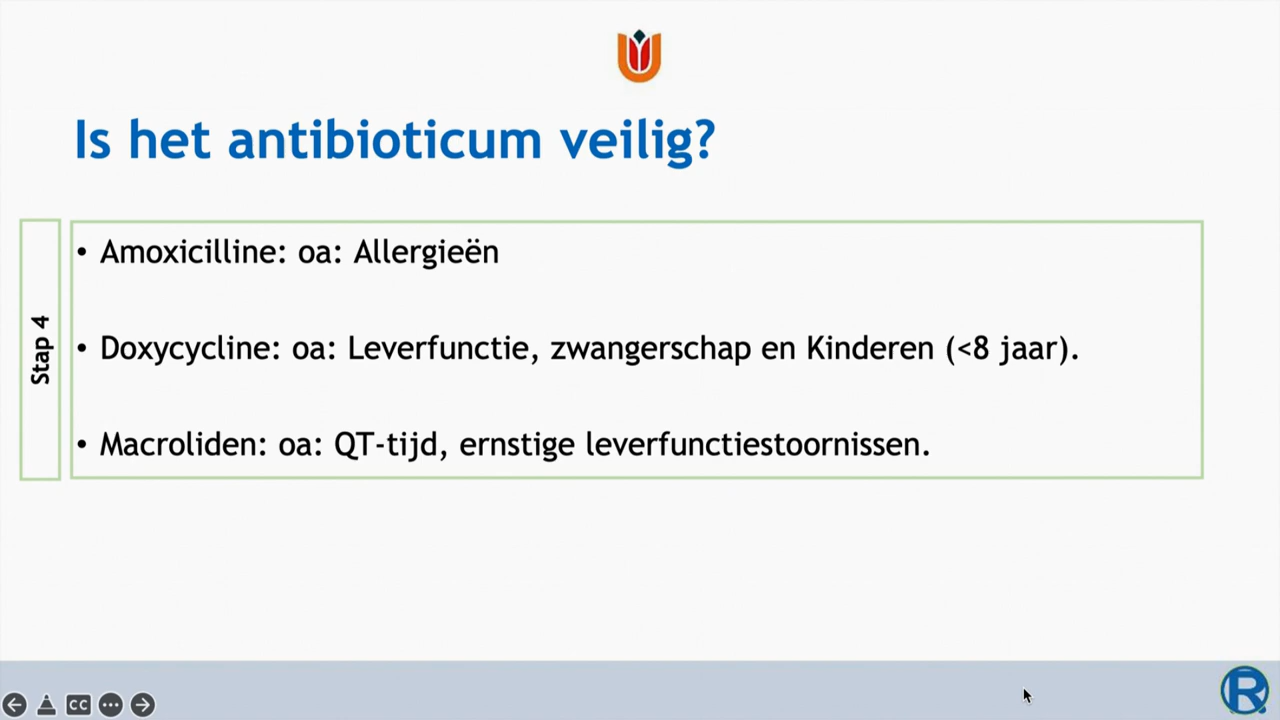 Is het antibioticum veilig?
Stap 4
• Amoxicilline: oa: Allergieën
• Doxycycline: oa: Leverfunctie, zwangerschap en Kinderen (<8 jaar).
• Macroliden: oa: QT-tijd, ernstige leverfunctiestoornissen.
CC
R